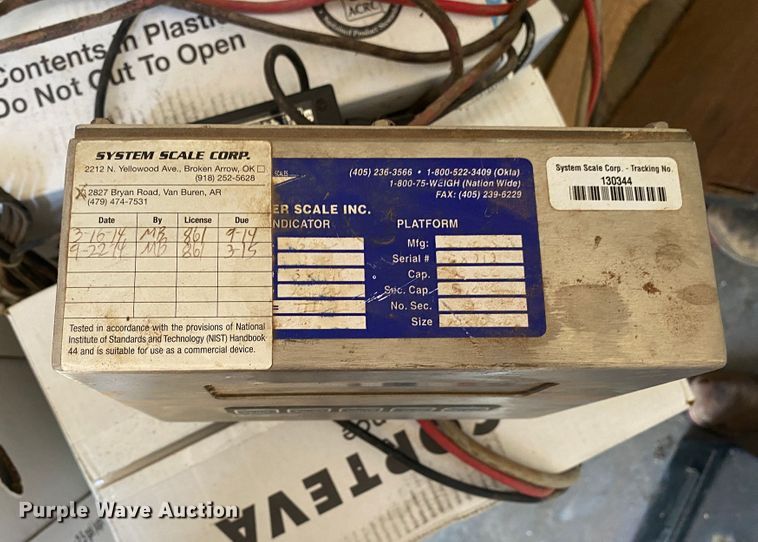 Contents in Plastic
Do Not Cut To Open
ACRC
SYSTEM SCALE CORP.
2212 N. Yellowood Ave., Broken Arrow, OK
(918) 252-5628
X 2827 Bryan Road, Van Buren, AR
(479) 474-7531
Date By License Due
3-16-14 MB 861 9-14
9-22-14 MB 861 3-15
Tested in accordance with the provisions of National
Institute of Standards and Technology (NIST) Handbook
44 and is suitable for use as a commercial device.
(405) 236-3566 • 1-800-522-3409 (Okla)
1-800-75-WEIGH (Nation Wide)
FAX: (405) 239-6229
ER SCALE INC.
NDICATOR PLATFORM
Mfg:
Serial #
Cap.
Sec. Cap.
No. Sec.
Size
System Scale Corp. - Tracking No.
130344
CORTEVA
Purple Wave Auction